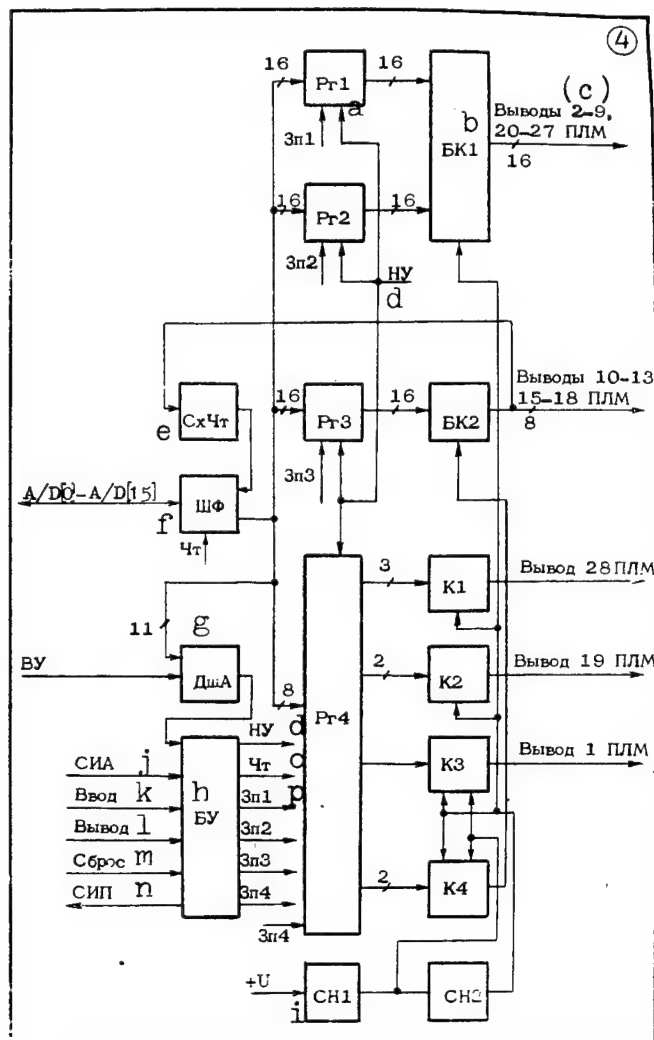 4
16
Рг1
16
a
Зп1
(c)
b
БК1
Выводы 2-9,
20-27 ПЛМ
16
16
Рг2
16
Зп2
НУ
d
e
СхЧт
16
Рг3
16
БК2
Выводы 10-13
15-18 ПЛМ
8
Зп3
A/D[0]-A/D[15]
f
ШФ
Чт
3
К1
Вывод 28 ПЛМ
11
g
ВУ
ДшА
8
Рг4
2
К2
Вывод 19 ПЛМ
К3
Вывод 1 ПЛМ
2
К4
СИА j
Ввод k
Вывод l
Сброс m
СИП n
h
БУ
НУ d
Чт o
Зп1 p
Зп2
Зп3
Зп4
Зп4
+U
i
СН1
СН2